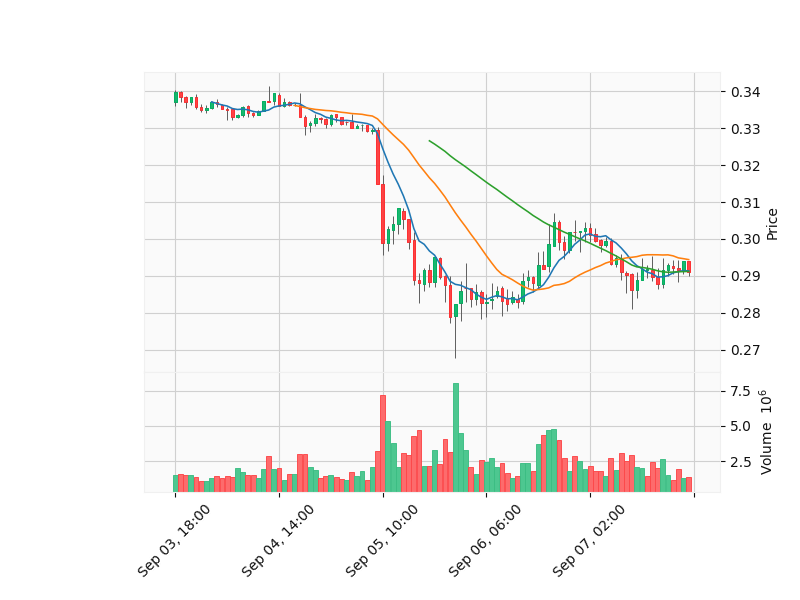 0.34
0.33
0.32
0.31
0.30
0.29
0.28
0.27
Price
7.5
5.0
2.5
Volume 10⁶
Sep 03, 18:00
Sep 04, 14:00
Sep 05, 10:00
Sep 06, 06:00
Sep 07, 02:00